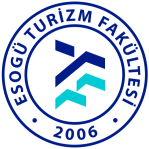 ESOGÜ TURİZM FAKÜLTESİ
• 2006 •